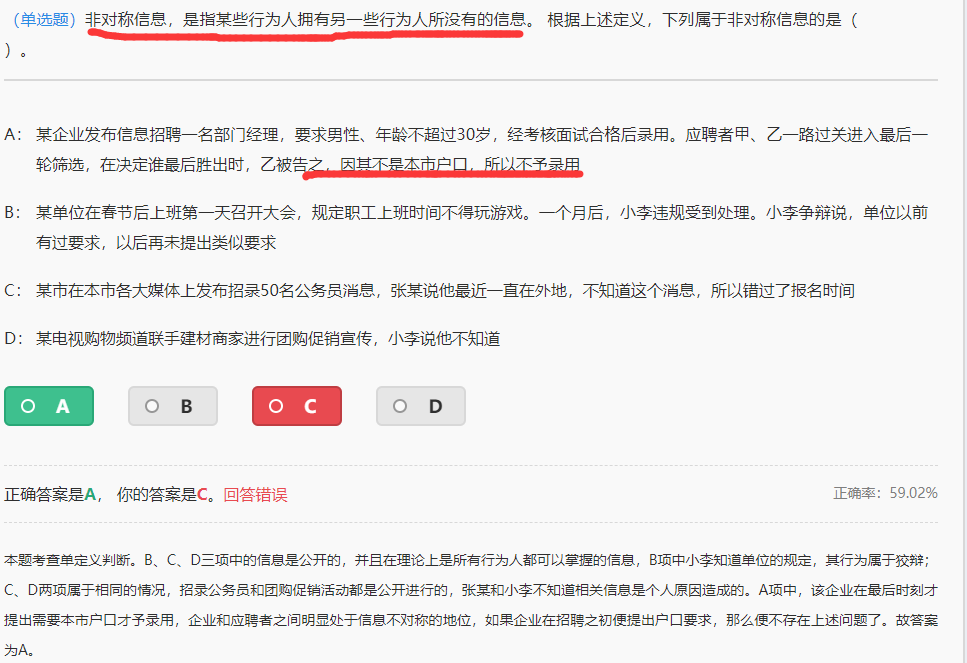 （单选题）非对称信息，是指某些行为人拥有另一些行为人所没有的信息。 根据上述定义，下列属于非对称信息的是（
）。
A： 某企业发布信息招聘一名部门经理，要求男性、年龄不超过30岁，经考核面试合格后录用。应聘者甲、乙一路过关进入最后一
轮筛选，在决定谁最后胜出时，乙被告之，因其不是本市户口，所以不予录用
B： 某单位在春节后上班第一天召开大会，规定职工上班时间不得玩游戏。一个月后，小李违规受到处理。小李争辩说，单位以前
有过要求，以后再未提出类似要求
C： 某市在本市各大媒体上发布招录50名公务员消息，张某说他最近一直在外地，不知道这个消息，所以错过了报名时间
D： 某电视购物频道联手建材商家进行团购促销宣传，小李说他不知道
A B C D
正确答案是A， 你的答案是C。回答错误 正确率：59.02%
本题考查单定义判断。B、C、D三项中的信息是公开的，并且在理论上是所有行为人都可以掌握的信息，B项中小李知道单位的规定，其行为属于狡辩；
C、D两项属于相同的情况，招录公务员和团购促销活动都是公开进行的，张某和小李不知道相关信息是个人原因造成的。A项中，该企业在最后时刻才
提出需要本市户口才予录用，企业和应聘者之间明显处于信息不对称的地位，如果企业在招聘之初便提出户口要求，那么便不存在上述问题了。故答案
为A。